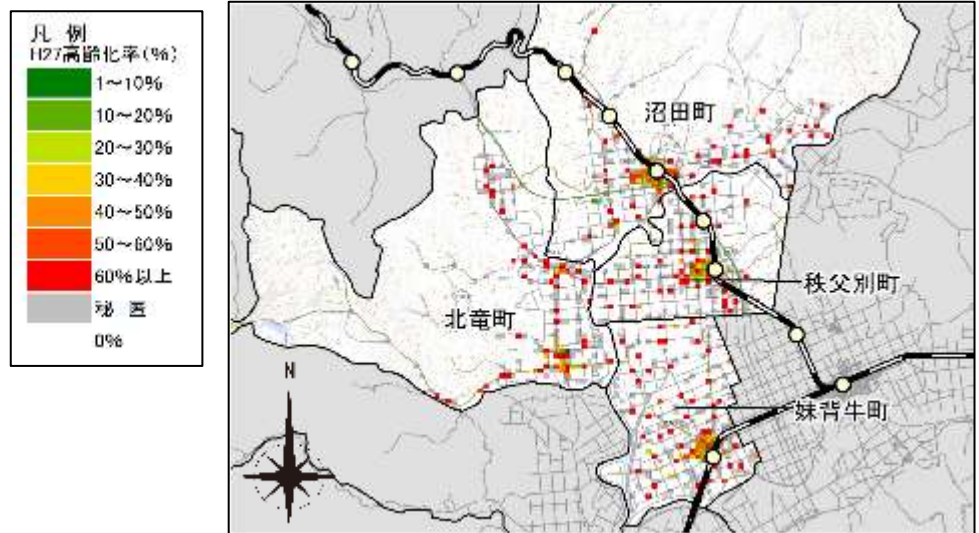 凡 例
H27高齢化率(%)
1～10%
10～20%
20～30%
30～40%
40～50%
50～60%
60%以上
秘 匿
0%
沼田町
秩父別町
北竜町
妹背牛町
N